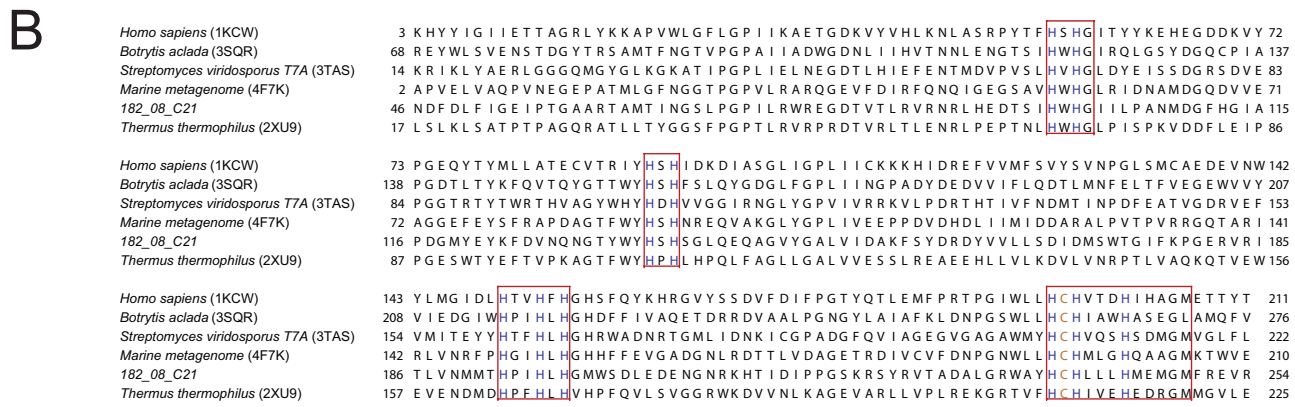 B
Homo sapiens (1KCW) 3 KHYYIGIIETTAGRLYKKAPVWLGFLGPIIKAETGDKVYVHLKNLASRPYTFHSHGITYYKEHEGDDKVY 72
Botrytis aclada (3SQR) 68 REYWLSVENSTDGYTRSAMTFNGTVPGPAIIADWGDNLIIHVTNNLENGTSIHWHGIRQLGSYDGQCPIA 137
Streptomyces viridosporus T7A (3TAS) 14 KRIKLYAERLGGGQMGYGLKGKATIPGPLIELNEGDTLHIEFENTMDVPVSLHVHGLDYEISSDGRSDVE 83
Marine metagenome (4F7K) 2 APVELVAQPVNEGEPATMLGFNGGTPGPVLRARQGEVFDIRFQNQIGEGSAVHWHGLRIDNAMDGQDVVE 71
182_08_C21 46 NDFDLFIGEIPTGAARTAMTINGSLPGPILRWREGDTVTLRVRNRLHEDTSIHWHGIILPANMDGFHGIA 115
Thermus thermophilus (2XU9) 17 LSLKLSATPTPAGQRATLLTYGGSFPGPTLRVRPRDTVRLTLENRLPEPTNLHWHGLPISPKVDDFLEIP 86
Homo sapiens (1KCW) 73 PGEQYTYMLLATECVTRIYHSHIDKDIASGLIGPLIICKKKHIDREFVVMFSVYSVNPGLSMCAEDEVNW 142
Botrytis aclada (3SQR) 138 PGDTLTYKFQVTQYGTTWYHSHFSLQYGDGLFGPLIINGPADYDEDVVIFLQDTLMNFELTFVEGEWVVY 207
Streptomyces viridosporus T7A (3TAS) 84 PGGTRTYTWRTHVAGYWHYHDHVVGGIRNGLYGPVIVRRKVLPDRTHTIVFNDMTINPDFEATVGDRVEF 153
Marine metagenome (4F7K) 72 AGGEFEYSFRAPDAGTFWYHSHNREQVAKGLYGPLIVEEPPDVDHDLIIMIDDARALPVTPVRRGQTARI 141
182_08_C21 116 PDGMYEYKFDVNQNGTYWYHSHSGLQEQAGVYGALVIDAKFSYDRDYVVLLSDIDMSWTGIFKPGERVRI 185
Thermus thermophilus (2XU9) 87 PGESWTYEFTVPKAGTFWYHPHLHPQLFAGLLGALVVESSLREAEEHLLVLKDVLVNRPTLVAQKQTVEW 156
Homo sapiens (1KCW) 143 YLMGIDLHTVHFHGHSFQYKHRGVYSSDVFDIFPGTYQTLEMFPRTPGIWLLHCHVTDHIHAGMETTYT 211
Botrytis aclada (3SQR) 208 VIEDGIWHPIHLHGHDFFIVAQETDRRDVAALPGNGYLAIAFKLDNPGSWLLHCHIAWHASEGLAMQFV 276
Streptomyces viridosporus T7A (3TAS) 154 VMITEYYHTFHLHGHRWADNRTGMLIDNKICGPADGFQVIAGEGVGAGAWMYHCHVQSHSDMGMVGLFL 222
Marine metagenome (4F7K) 142 RLVNRFPHGIHLHGHHFFEVGADGNLRDTTLVDAGETRDIVCVFDNPGNWLLHCHMLGHQAAGMKTWVE 210
182_08_C21 186 TLVNMMTHPIHLHGMWSDLEDENGNRKHTIDIPPGSKRSYRVTADALGRWAYHCHLLLHMEMGMFREVR 254
Thermus thermophilus (2XU9) 157 EVENDMDHPFHLHVHPFQVLSVGGRWKDVVNLKAGEVARLLVPLREKGRTVFHCHIVEHEDRGMMGVLE 225